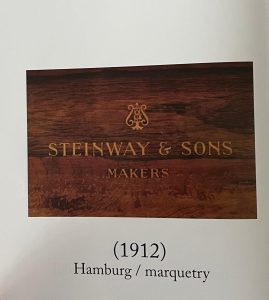 STEINWAY & SONS
MAKERS
(1912)
Hamburg / marquetry